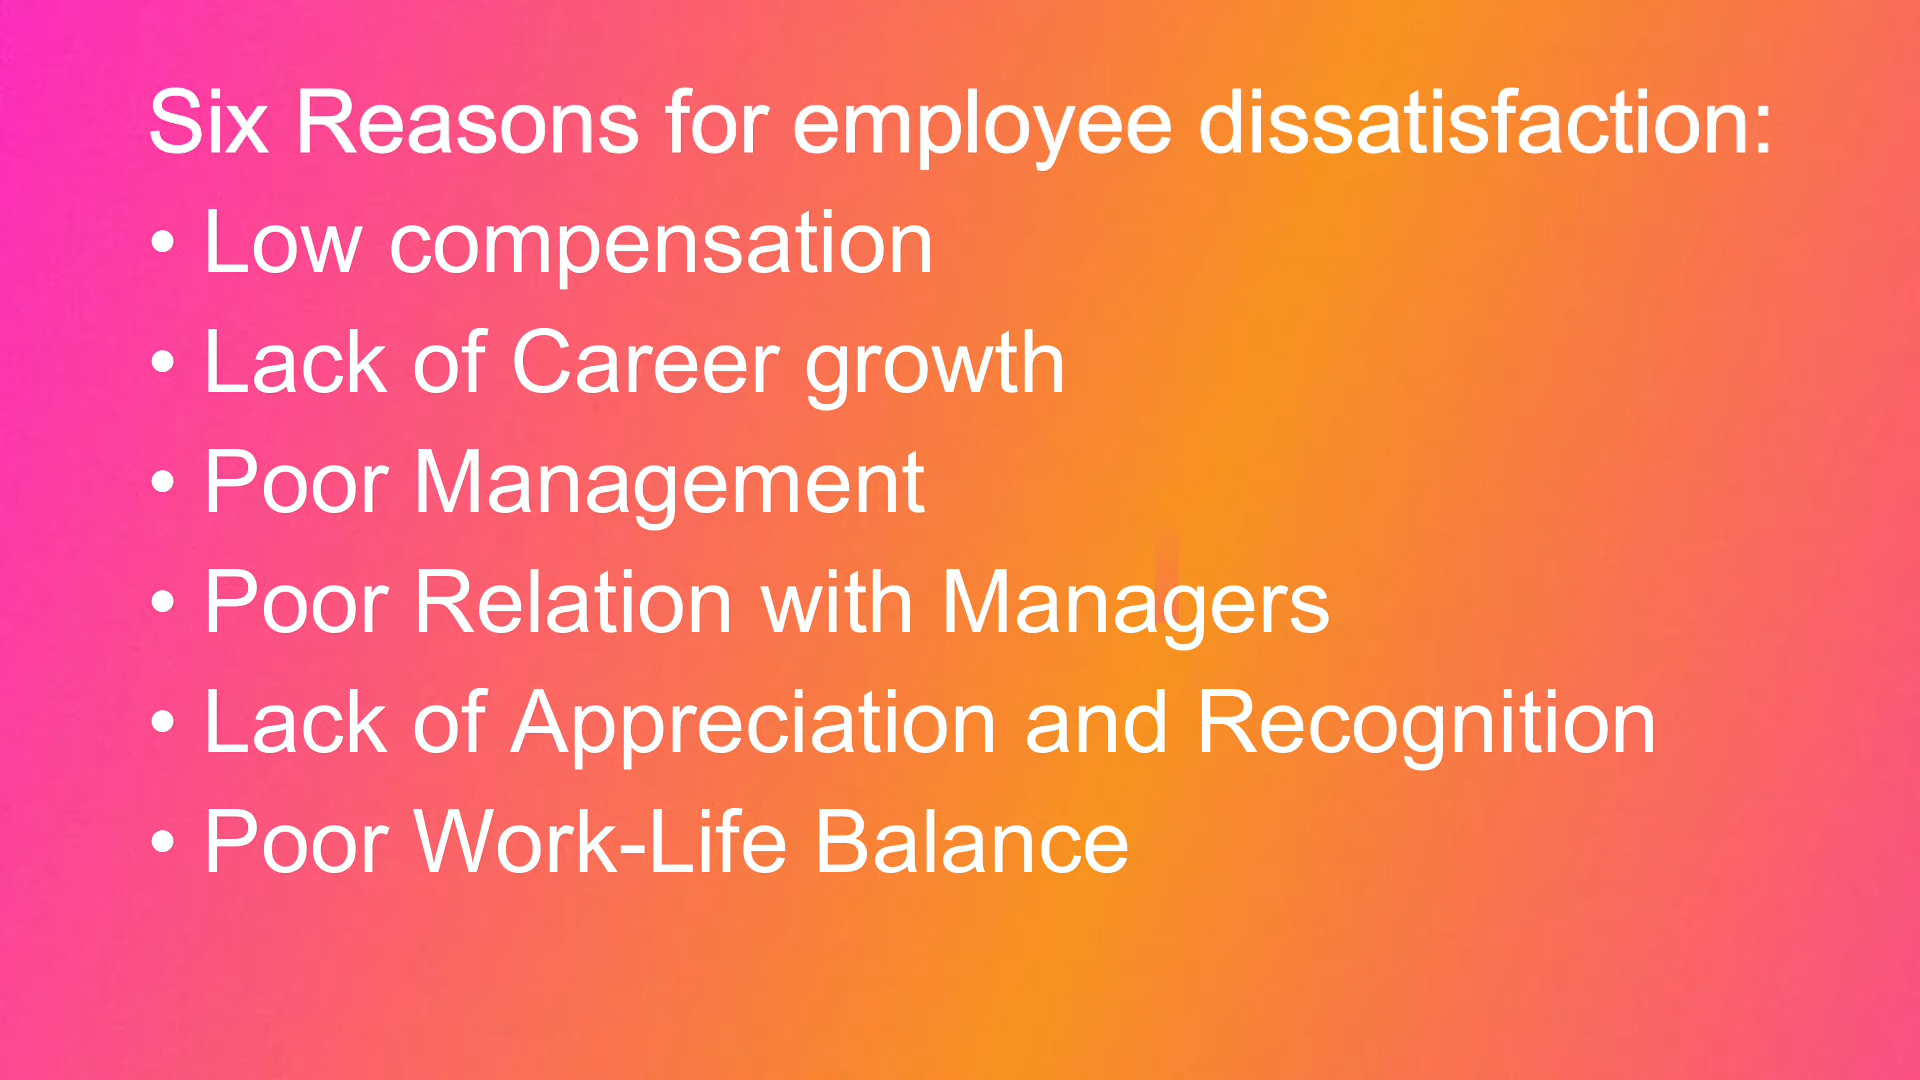 Six Reasons for employee dissatisfaction:
• Low compensation
• Lack of Career growth
• Poor Management
• Poor Relation with Managers
• Lack of Appreciation and Recognition
• Poor Work-Life Balance